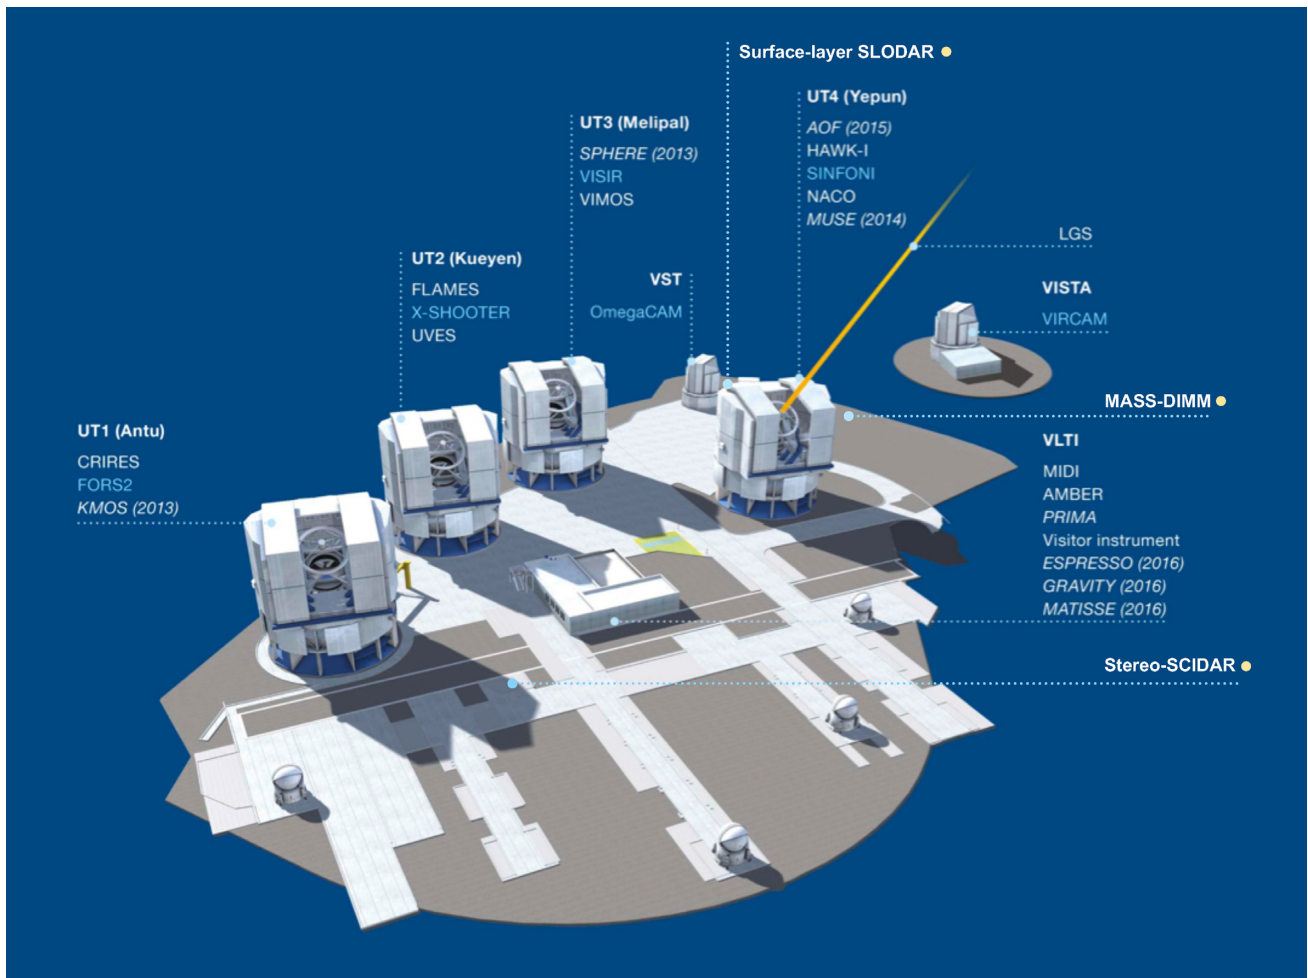 Surface-layer SLODAR
UT4 (Yepun)
AOF (2015)
HAWK-I
SINFONI
NACO
MUSE (2014)
UT3 (Melipal)
SPHERE (2013)
VISIR
VIMOS
LGS
UT2 (Kueyen)
FLAMES
X-SHOOTER
UVES
VST
OmegaCAM
VISTA
VIRCAM
MASS-DIMM
UT1 (Antu)
CRIRES
FORS2
KMOS (2013)
VLTI
MIDI
AMBER
PRIMA
Visitor instrument
ESPRESSO (2016)
GRAVITY (2016)
MATISSE (2016)
Stereo-SCIDAR